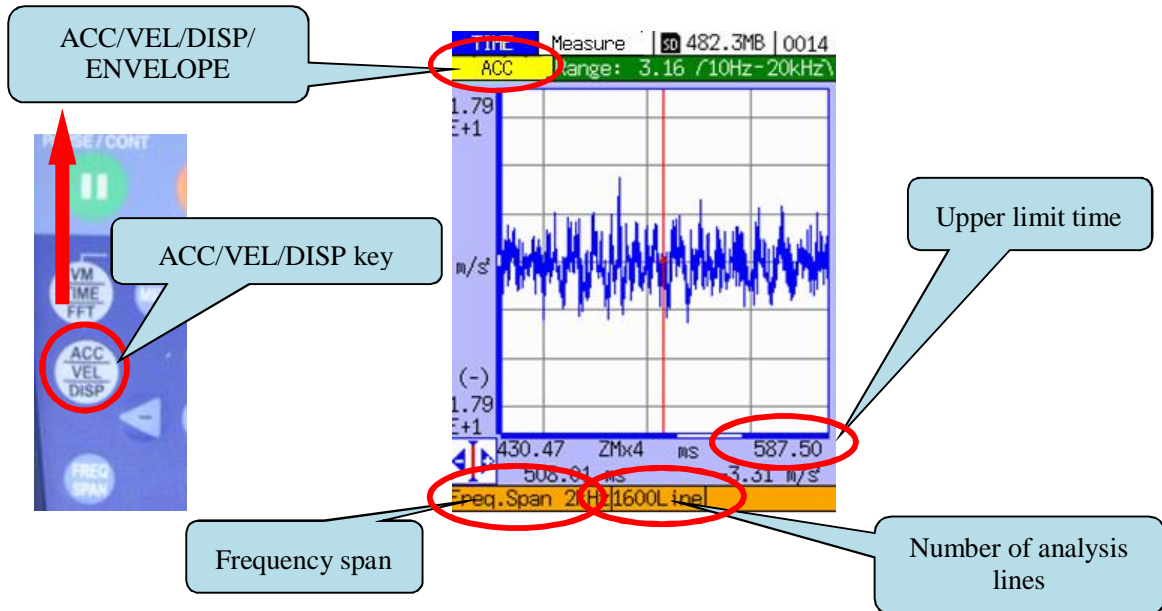 ACC/VEL/DISP/
ENVELOPE
TIME Measure SD 482.3MB 0014
ACC Range: 3.16 /10Hz-20kHz\
1.79
E+1
PAUSE/CONT
Upper limit time
ACC/VEL/DISP key
VM
TIME
FFT
m/s²
ACC
VEL
DISP
(-)
1.79
E+1
430.47 ZMx4 ms 587.50
508.01 ms -3.31 m/s²
FREQ
SPAN
Freq.Span 2kHz 1600Line
Frequency span
Number of analysis
lines